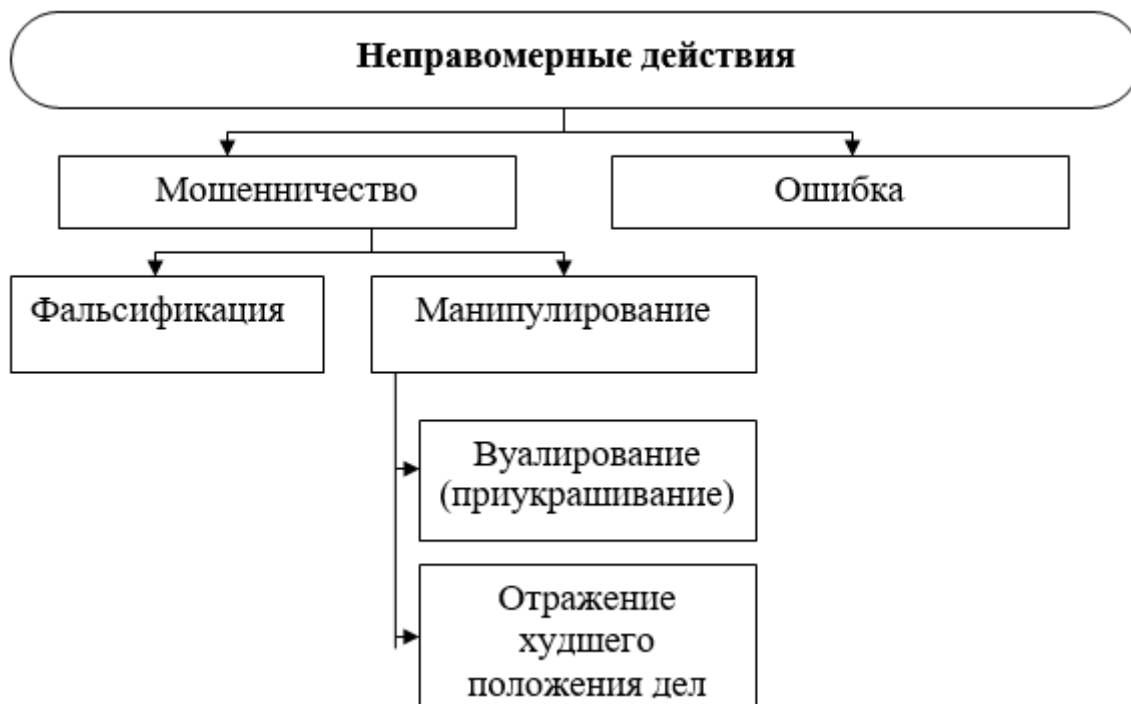 Неправомерные действия
Мошенничество
Ошибка
Фальсификация
Манипулирование
Вуалирование
(приукрашивание)
Отражение
худшего
положения дел